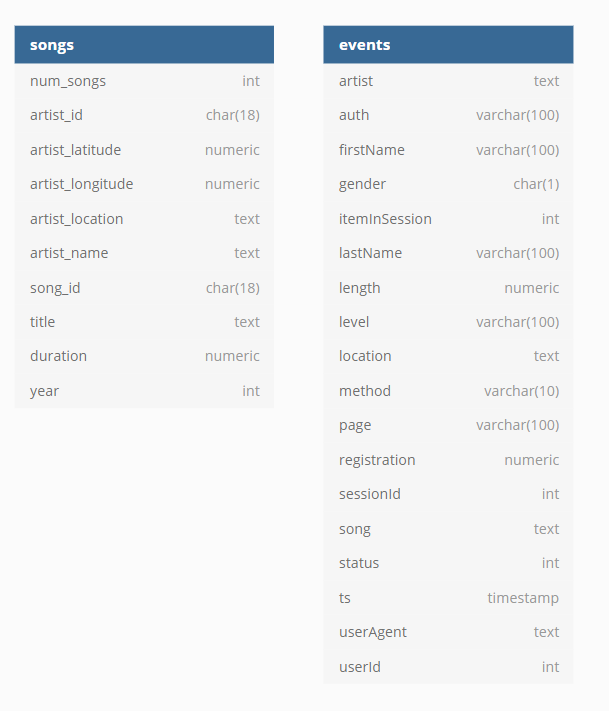 songs
num_songs int
artist_id char(18)
artist_latitude numeric
artist_longitude numeric
artist_location text
artist_name text
song_id char(18)
title text
duration numeric
year int
events
artist text
auth varchar(100)
firstName varchar(100)
gender char(1)
itemInSession int
lastName varchar(100)
length numeric
level varchar(100)
location text
method varchar(10)
page varchar(100)
registration numeric
sessionId int
song text
status int
ts timestamp
userAgent text
userId int